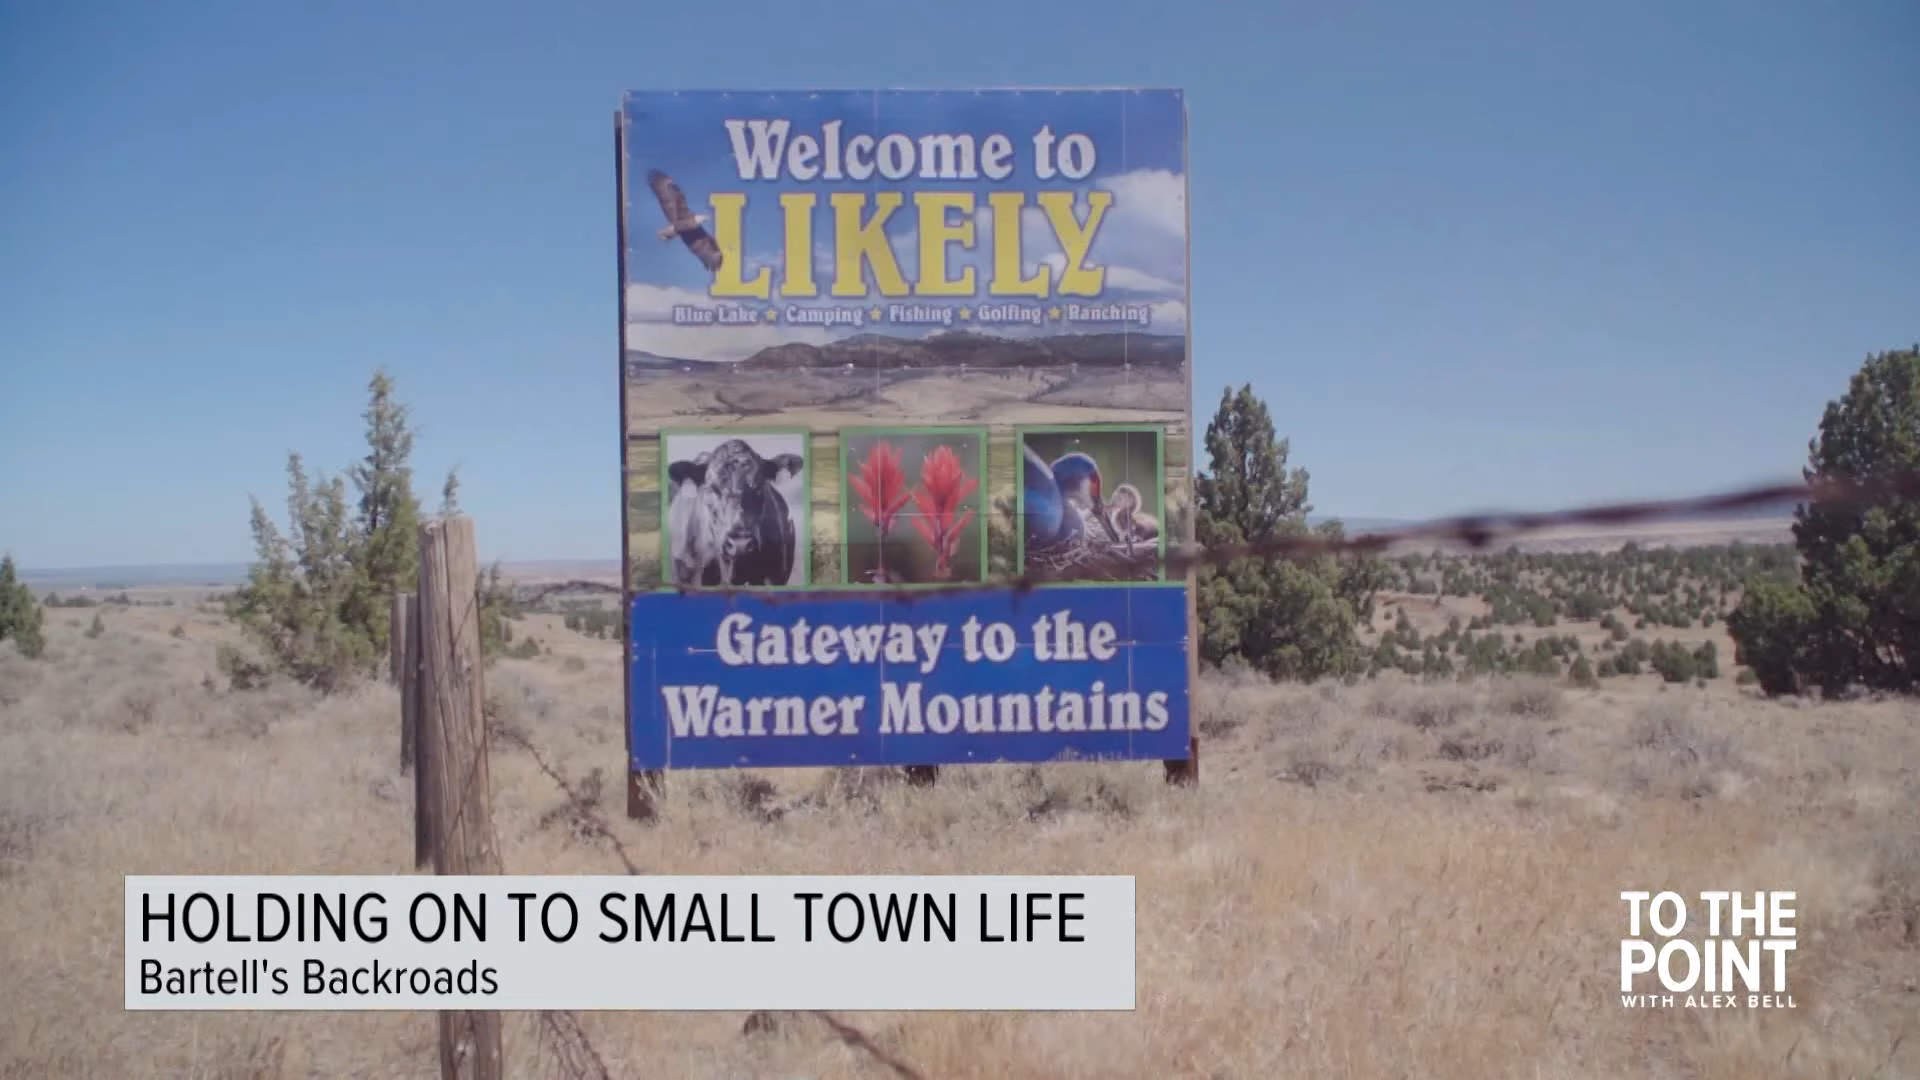 Welcome to
LIKELY
Blue Lake ★ Camping ★ Fishing ★ Golfing ★ Ranching
Gateway to the
Warner Mountains
HOLDING ON TO SMALL TOWN LIFE
Bartell's Backroads
TO THE
POINT
WITH ALEX BELL